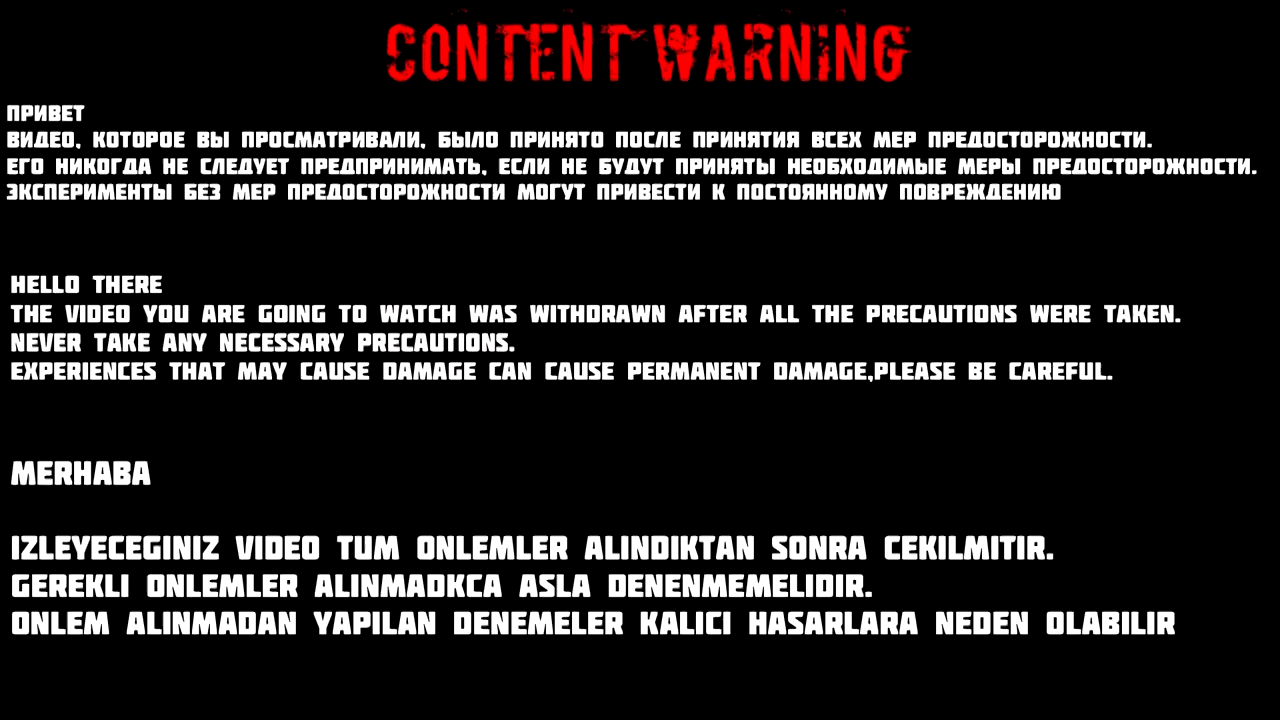 CONTENT WARNING
ПРИВЕТ
ВИДЕО, КОТОРОЕ ВЫ ПРОСМАТРИВАЛИ, БЫЛО ПРИНЯТО ПОСЛЕ ПРИНЯТИЯ ВСЕХ МЕР ПРЕДОСТОРОЖНОСТИ.
ЕГО НИКОГДА НЕ СЛЕДУЕТ ПРЕДПРИНИМАТЬ, ЕСЛИ НЕ БУДУТ ПРИНЯТЫ НЕОБХОДИМЫЕ МЕРЫ ПРЕДОСТОРОЖНОСТИ.
ЭКСПЕРИМЕНТЫ БЕЗ МЕР ПРЕДОСТОРОЖНОСТИ МОГУТ ПРИВЕСТИ К ПОСТОЯННОМУ ПОВРЕЖДЕНИЮ
HELLO THERE
THE VIDEO YOU ARE GOING TO WATCH WAS WITHDRAWN AFTER ALL THE PRECAUTIONS WERE TAKEN.
NEVER TAKE ANY NECESSARY PRECAUTIONS.
EXPERIENCES THAT MAY CAUSE DAMAGE CAN CAUSE PERMANENT DAMAGE,PLEASE BE CAREFUL.
MERHABA
IZLEYECEGINIZ VIDEO TUM ONLEMLER ALINDIKTAN SONRA CEKILMITIR.
GEREKLI ONLEMLER ALINMADKCA ASLA DENENMEMELIDIR.
ONLEM ALINMADAN YAPILAN DENEMELER KALICI HASARLARA NEDEN OLABILIR